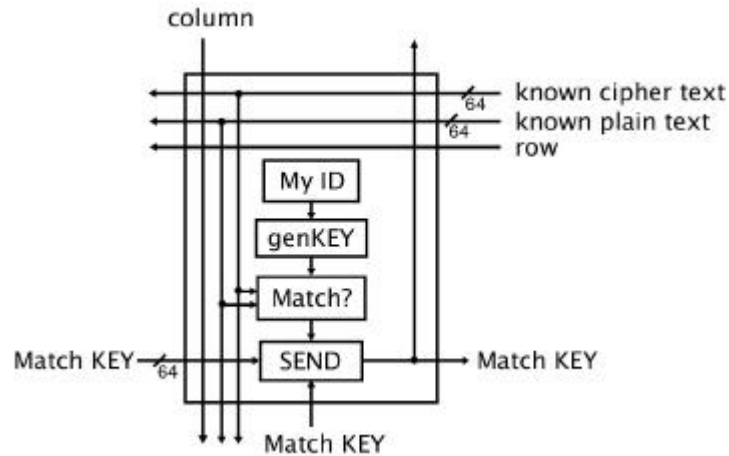 column
64
known cipher text
64
known plain text
row
My ID
genKEY
Match?
Match KEY
64
SEND
Match KEY
Match KEY